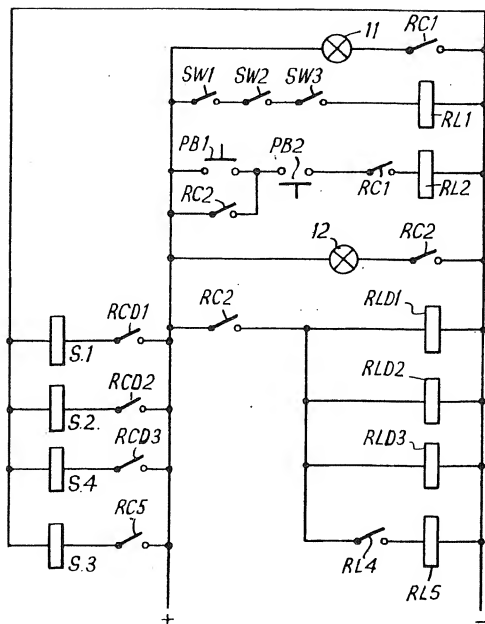 11 RC1
SW1 SW2 SW3
RL1
PB1 PB2
RC1
RL2
RC2
12 RC2
RC2 RLD1
RCD1
S.1
RCD2 RLD2
S.2.
RCD3 RLD3
S.4
RC5
S.3
RL4 RL5
+ −